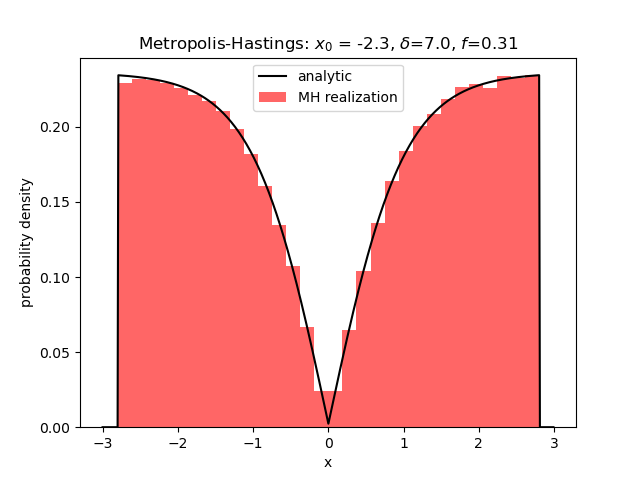 Metropolis-Hastings: x₀ = -2.3, δ=7.0, f=0.31
analytic
MH realization
probability density
0.20
0.15
0.10
0.05
0.00
−3
−2
−1
0
1
2
3
x